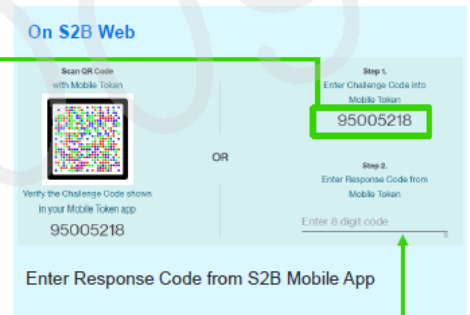 On S2B Web
Scan QR Code
with Mobile Token
Verify the Challenge Code shown
in your Mobile Token app
95005218
OR
Step 1.
Enter Challenge Code into
Mobile Token
95005218
Step 2.
Enter Response Code from
Mobile Token
Enter 8 digit code
8
Enter Response Code from S2B Mobile App